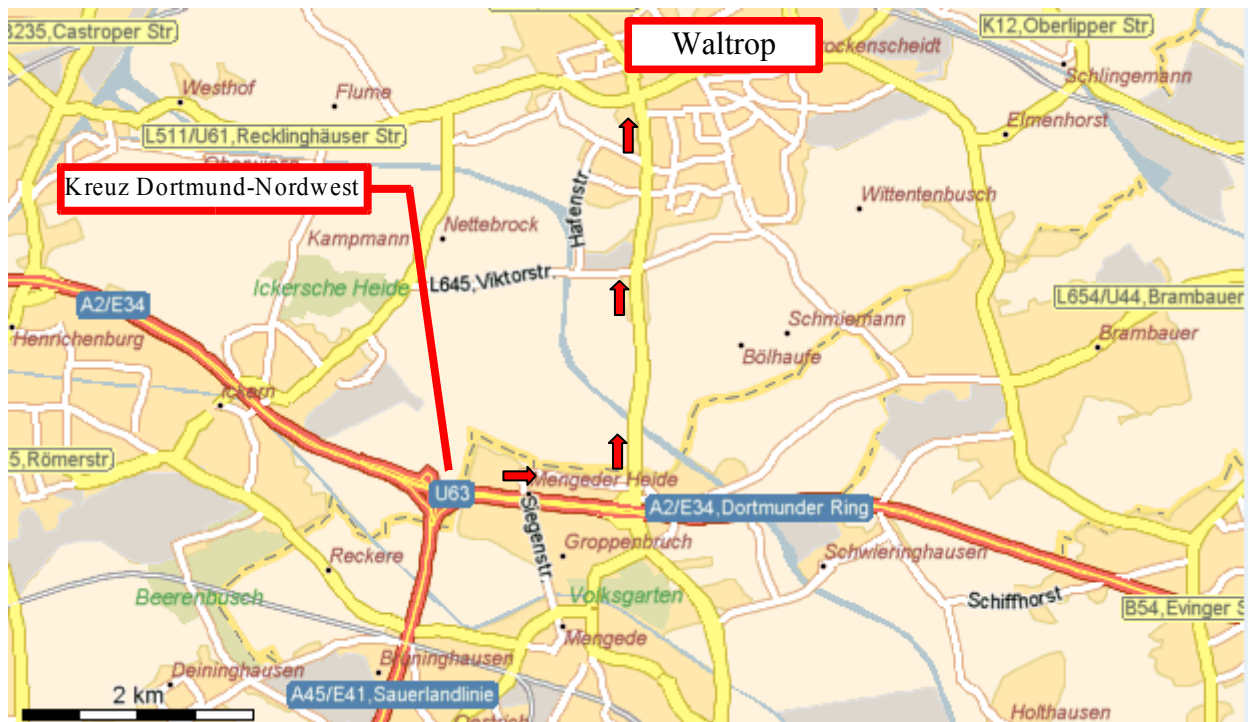 B235,Castroper Str.
Waltrop
K12,Oberlipper Str.
Schlingemann
Westhof
Flume
Elmenhorst
L511/U61,Recklinghäuser Str.
Kreuz Dortmund-Nordwest
Wittentenbusch
Hafenstr.
Nettebrock
Kampmann
Ickersche Heide
L645,Viktorstr.
A2/E34
L654/U44,Brambauer
Henrichenburg
Schmiemann
Bölhaufe
Brambauer
Ickern
5,Römerstr.
Mengeder Heide
U63
A2/E34,Dortmunder Ring
Siegenstr.
Groppenbruch
Reckere
Schwieringhausen
Beerenbusch
Volksgarten
Schiffhorst
B54,Evinger S
Mengede
Brüninghausen
Deininghausen
A45/E41,Sauerlandlinie
2 km
Holthausen
Oestrich